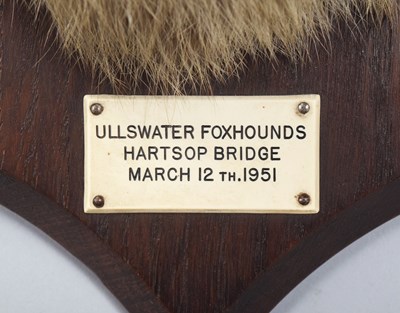 ULLSWATER FOXHOUNDS
HARTSOP BRIDGE
MARCH 12 TH. 1951